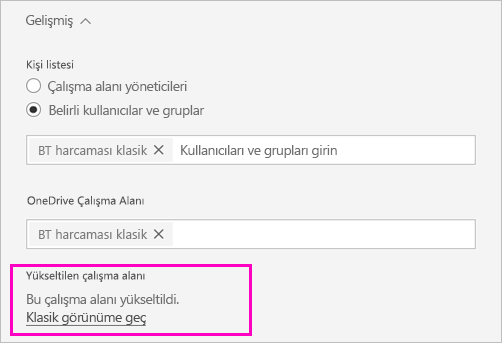 Gelişmiş
Kişi listesi
Çalışma alanı yöneticileri
Belirli kullanıcılar ve gruplar
BT harcaması klasik Kullanıcıları ve grupları girin
OneDrive Çalışma Alanı
BT harcaması klasik
Yükseltilen çalışma alanı
Bu çalışma alanı yükseltildi.
Klasik görünüme geç